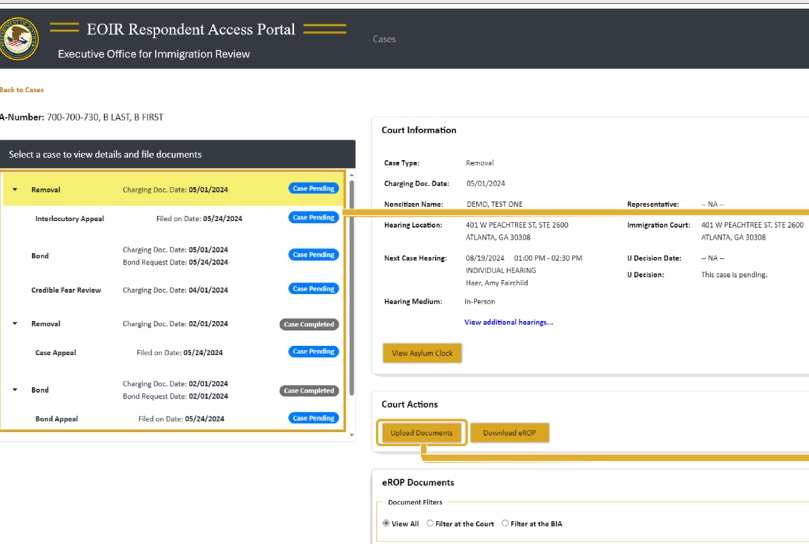 EOIR Respondent Access Portal
Executive Office for Immigration Review
Cases
Back to Cases
A-Number: 700-700-730, B LAST, B FIRST
Select a case to view details and file documents
Removal Charging Doc. Date: 05/01/2024 Case Pending
Interlocutory Appeal Filed on Date: 05/24/2024 Case Pending
Bond Charging Doc. Date: 05/01/2024 Case Pending
Bond Request Date: 05/24/2024
Credible Fear Review Charging Doc. Date: 04/01/2024 Case Pending
Removal Charging Doc. Date: 02/01/2024 Case Completed
Case Appeal Filed on Date: 05/24/2024 Case Pending
Bond Charging Doc. Date: 02/01/2024 Case Completed
Bond Request Date: 02/01/2024
Bond Appeal Filed on Date: 05/24/2024 Case Pending
Court Information
Case Type: Removal
Charging Doc. Date: 05/01/2024
Noncitizen Name: DEMO, TEST ONE Representative: -- NA --
Hearing Location: 401 W PEACHTREE ST, STE 2600 Immigration Court: 401 W PEACHTREE ST, STE 2600
ATLANTA, GA 30308 ATLANTA, GA 30308
Next Case Hearing: 08/19/2024 01:00 PM - 02:30 PM IJ Decision Date: -- NA --
INDIVIDUAL HEARING IJ Decision: This case is pending.
Haer, Amy Fairchild
Hearing Medium: In-Person
View additional hearings...
View Asylum Clock
Court Actions
Upload Documents Download eROP
eROP Documents
Document Filters
View All Filter at the Court Filter at the BIA